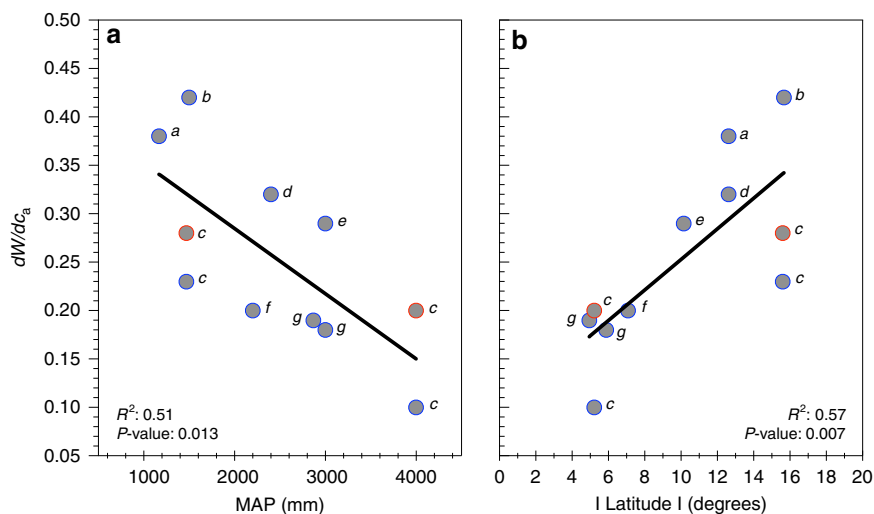 a
0.50
0.45
0.40
0.35
0.30
0.25
0.20
0.15
0.10
0.05
dW/dcₐ
b
a
d
e
c
c
f
g
g
c
c
R²: 0.51
P-value: 0.013
1000 2000 3000 4000
MAP (mm)
b
b
a
d
e
c
c
c
f
g
g
c
R²: 0.57
P-value: 0.007
0 2 4 6 8 10 12 14 16 18 20
I Latitude I (degrees)